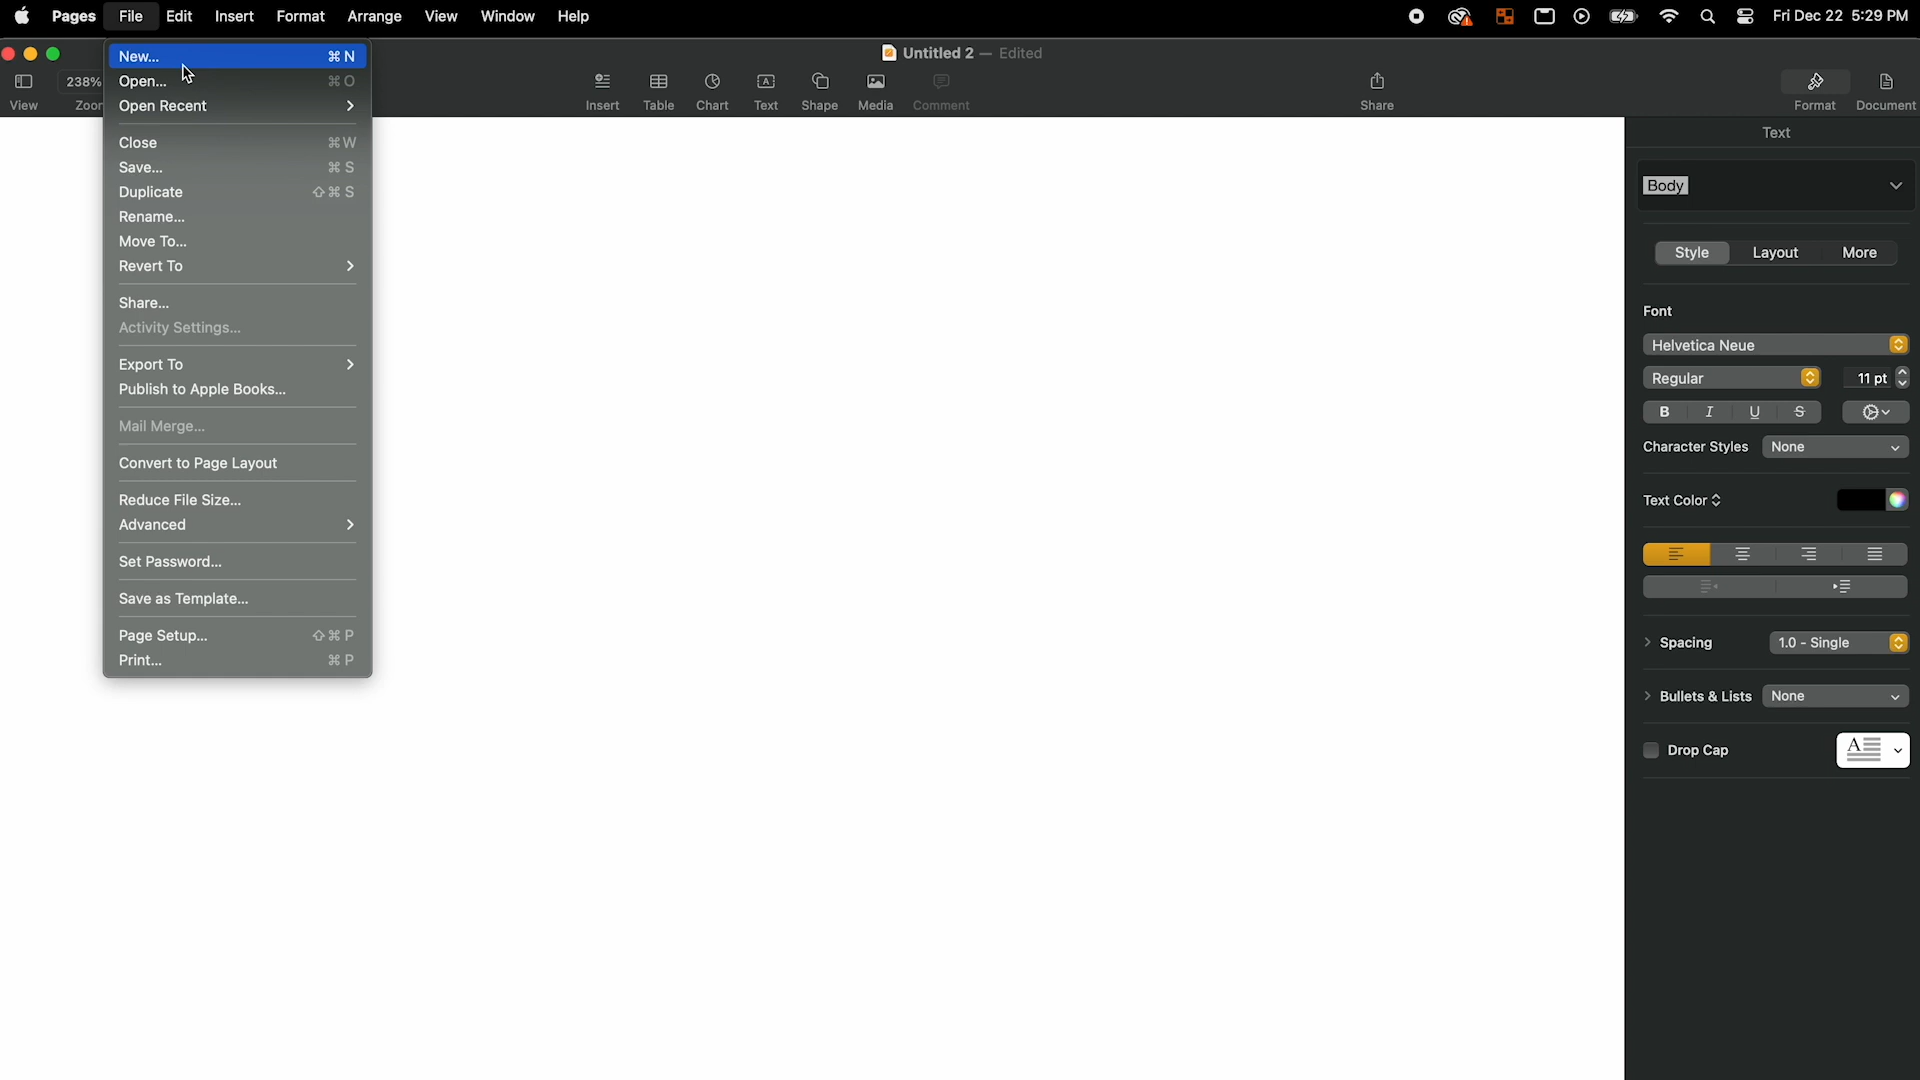 Pages File Edit Insert Format Arrange View Window Help Fri Dec 22 5:29 PM
Untitled 2 — Edited
238%
View Zoom Insert Table Chart Text Shape Media Comment Share Format Document
New... ⌘ N
Open... ⌘ O
Open Recent >
Close ⌘ W
Save... ⌘ S
Duplicate ⇧ ⌘ S
Rename...
Move To...
Revert To >
Share...
Activity Settings...
Export To >
Publish to Apple Books...
Mail Merge...
Convert to Page Layout
Reduce File Size...
Advanced >
Set Password...
Save as Template...
Page Setup... ⇧ ⌘ P
Print... ⌘ P
Text
Body
Style Layout More
Font
Helvetica Neue
Regular 11 pt
B I U S
Character Styles None
Text Color
Spacing 1.0 - Single
Bullets & Lists None
Drop Cap A